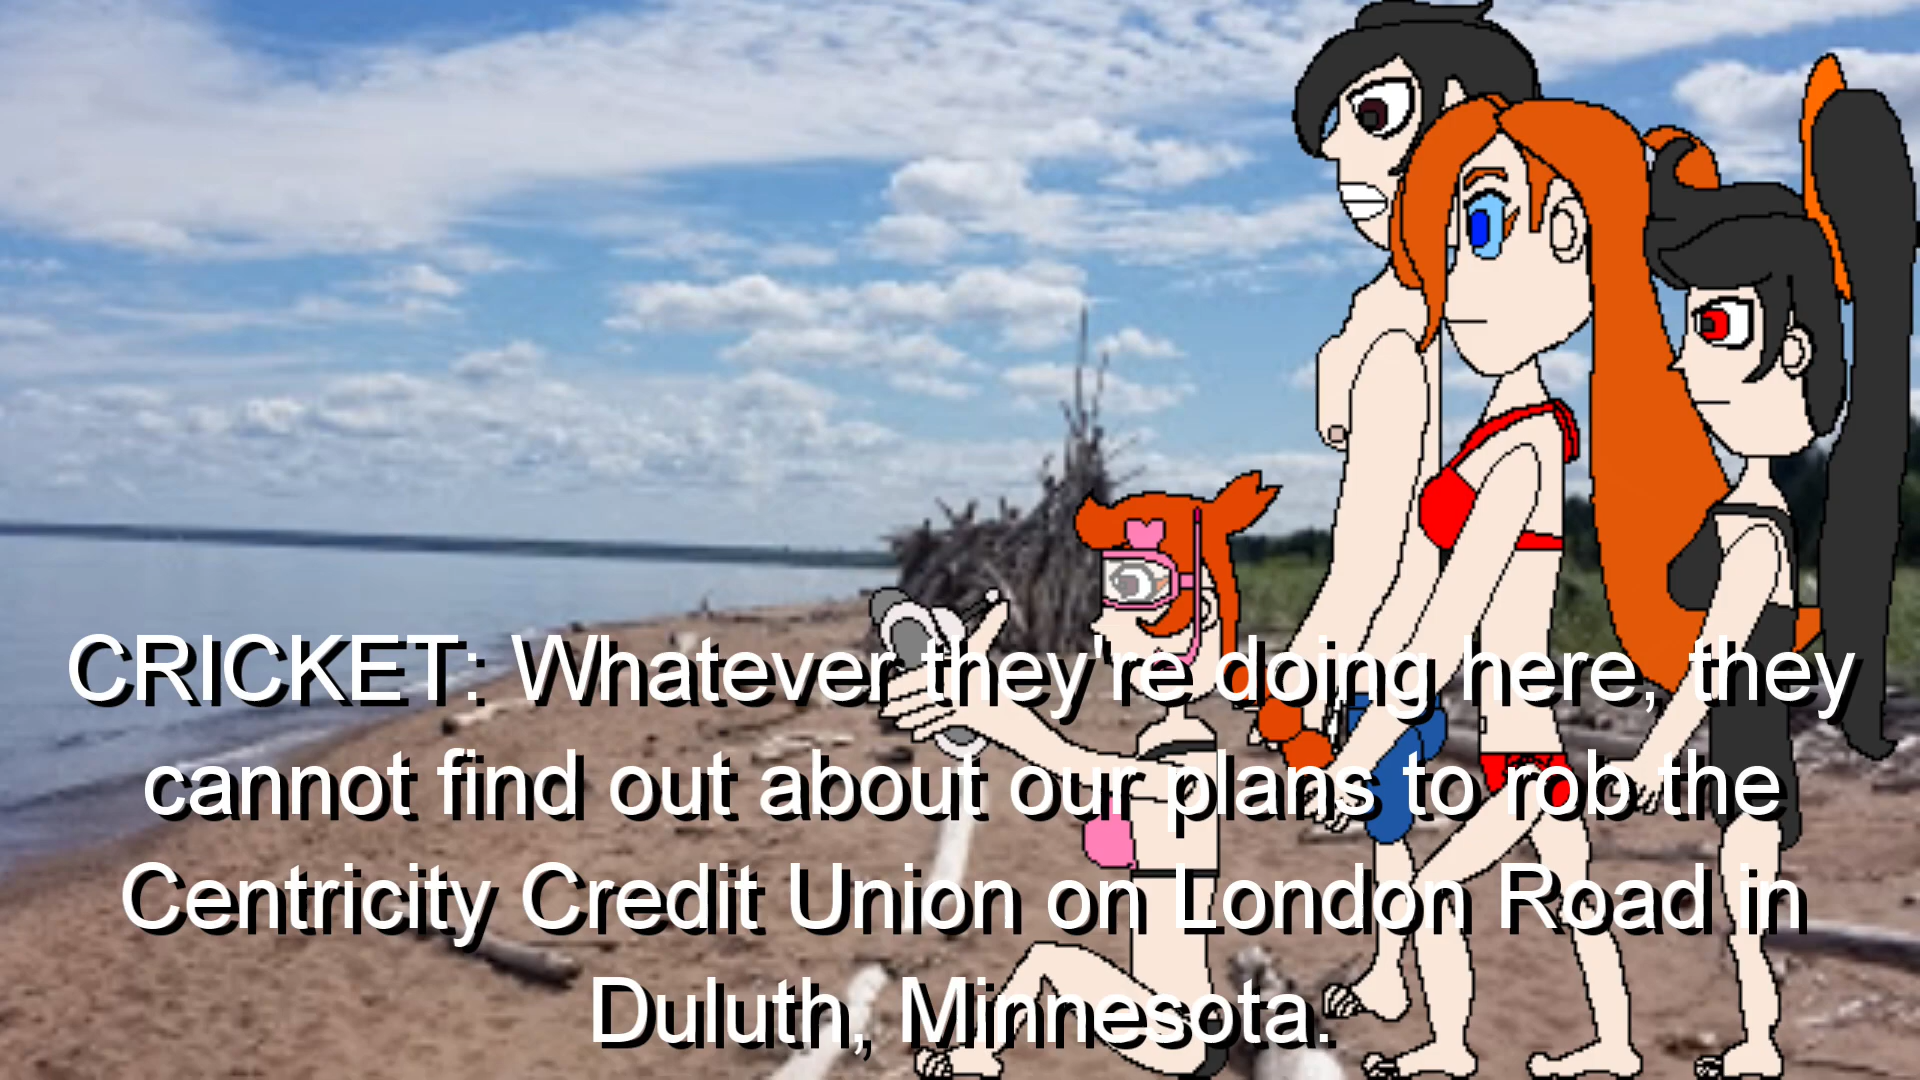 CRICKET: Whatever they're doing here, they
cannot find out about our plans to rob the
Centricity Credit Union on London Road in
Duluth, Minnesota.